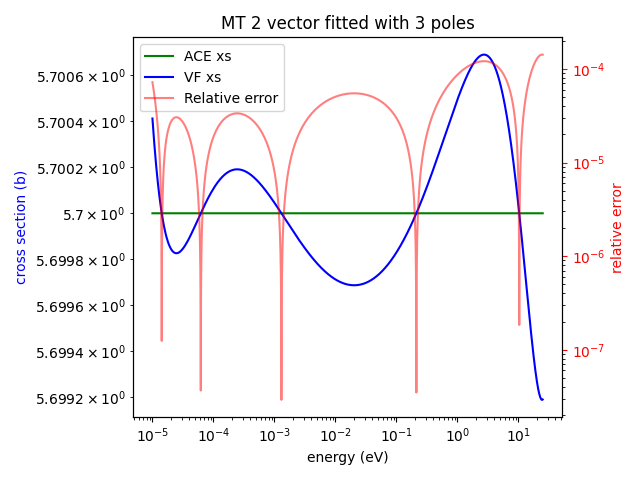 MT 2 vector fitted with 3 poles
ACE xs
VF xs
Relative error
cross section (b)
5.7006 × 10⁰
5.7004 × 10⁰
5.7002 × 10⁰
5.7 × 10⁰
5.6998 × 10⁰
5.6996 × 10⁰
5.6994 × 10⁰
5.6992 × 10⁰
10⁻⁴
10⁻⁵
10⁻⁶
10⁻⁷
relative error
10⁻⁵ 10⁻⁴ 10⁻³ 10⁻² 10⁻¹ 10⁰ 10¹
energy (eV)